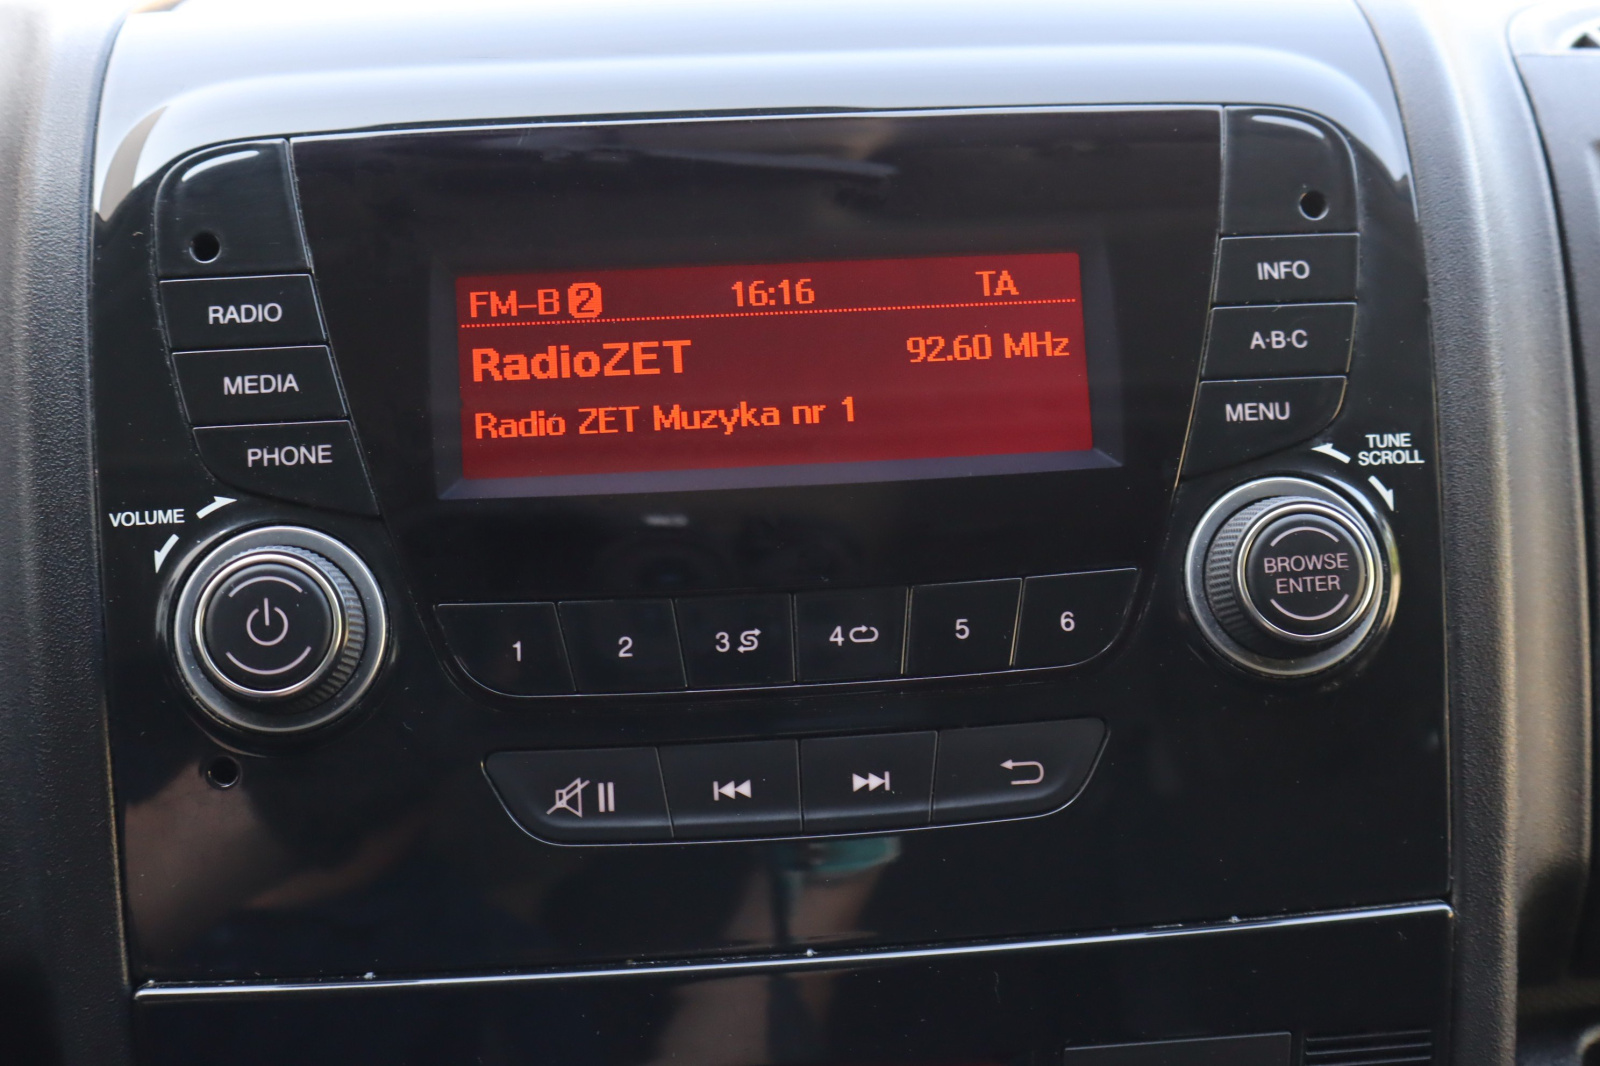 FM-B 2 16:16 TA
RadioZET 92.60 MHz
Radio ZET Muzyka nr 1
RADIO
MEDIA
PHONE
VOLUME
INFO
A·B·C
MENU
TUNE
SCROLL
BROWSE
ENTER
1 2 3 4 5 6